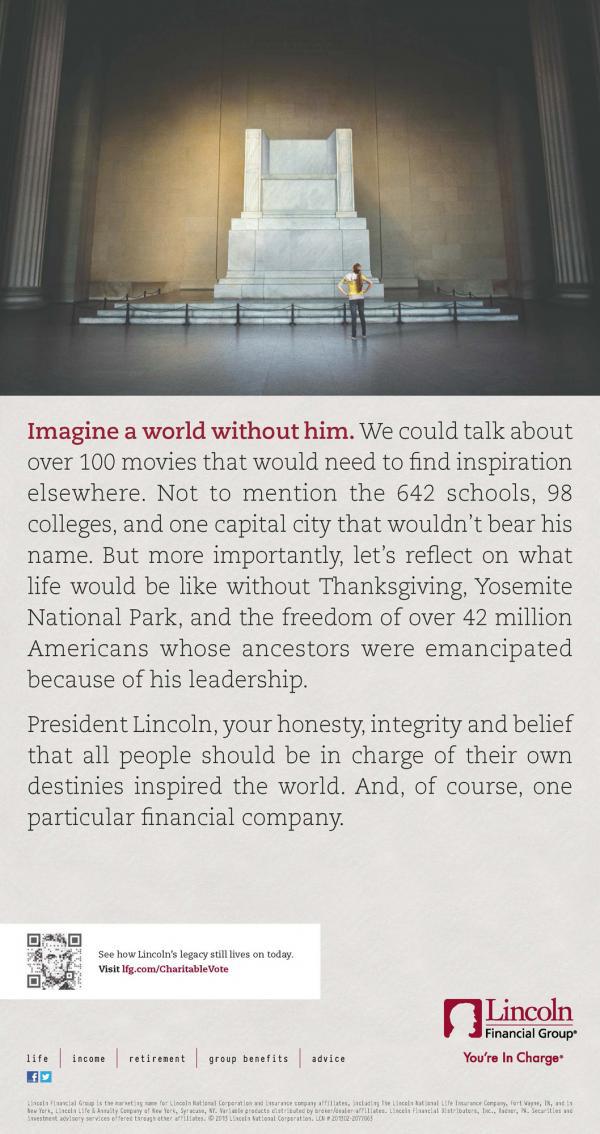 Imagine a world without him. We could talk about
over 100 movies that would need to find inspiration
elsewhere. Not to mention the 642 schools, 98
colleges, and one capital city that wouldn't bear his
name. But more importantly, let's reflect on what
life would be like without Thanksgiving, Yosemite
National Park, and the freedom of over 42 million
Americans whose ancestors were emancipated
because of his leadership.
President Lincoln, your honesty, integrity and belief
that all people should be in charge of their own
destinies inspired the world. And, of course, one
particular financial company.
See how Lincoln's legacy still lives on today.
Visit lfg.com/CharitableVote
Lincoln
Financial Group®
You're In Charge®
life | income | retirement | group benefits | advice
Lincoln Financial Group is the marketing name for Lincoln National Corporation and insurance company affiliates, including The Lincoln National Life Insurance Company, Fort Wayne, IN, and in
New York, Lincoln Life & Annuity Company of New York, Syracuse, NY. Variable products distributed by broker/dealer-affiliates. Lincoln Financial Distributors, Inc., Radnor, PA. Securities and
investment advisory services offered through other affiliates. © 2013 Lincoln National Corporation. LCN # 201302-2077663